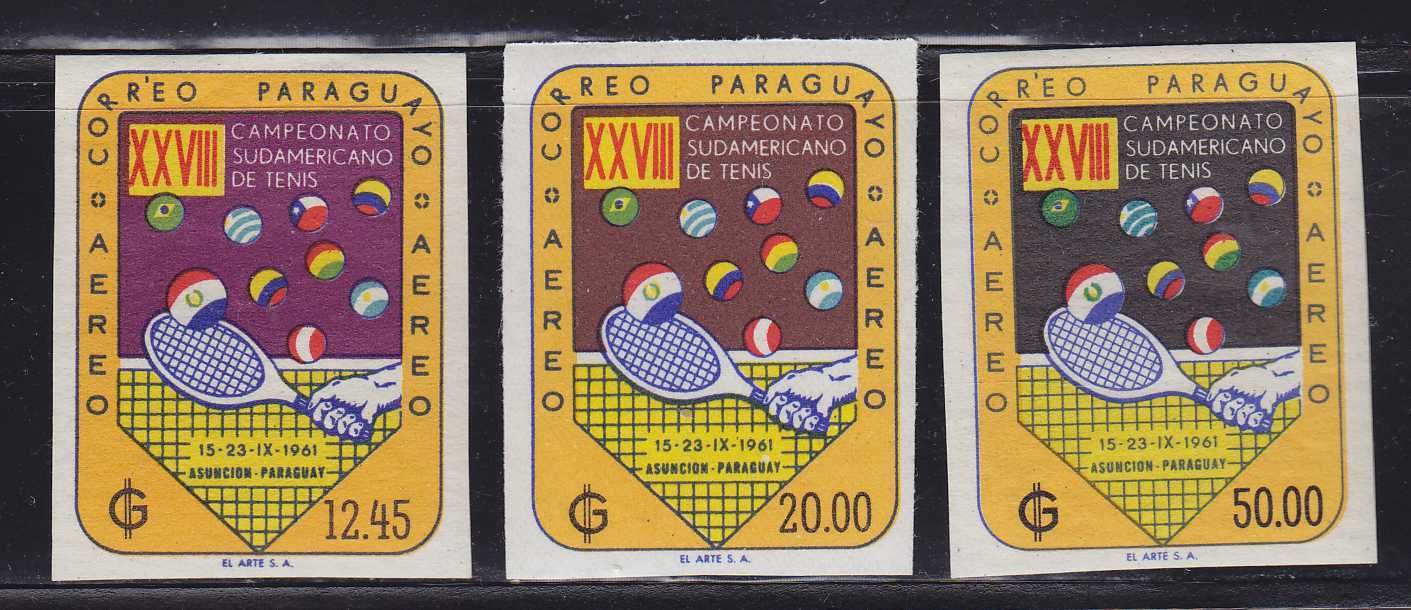 CORREO PARAGUAYO
AEREO
AEREO
XXVIII
CAMPEONATO
SUDAMERICANO
DE TENIS
15-23-IX-1961
ASUNCION-PARAGUAY
₲ 12.45
EL ARTE S. A.
CORREO PARAGUAYO
AEREO
AEREO
XXVIII
CAMPEONATO
SUDAMERICANO
DE TENIS
15-23-IX-1961
ASUNCION-PARAGUAY
₲ 20.00
EL ARTE S. A.
CORREO PARAGUAYO
AEREO
AEREO
XXVIII
CAMPEONATO
SUDAMERICANO
DE TENIS
15-23-IX-1961
ASUNCION-PARAGUAY
₲ 50.00
EL ARTE S. A.